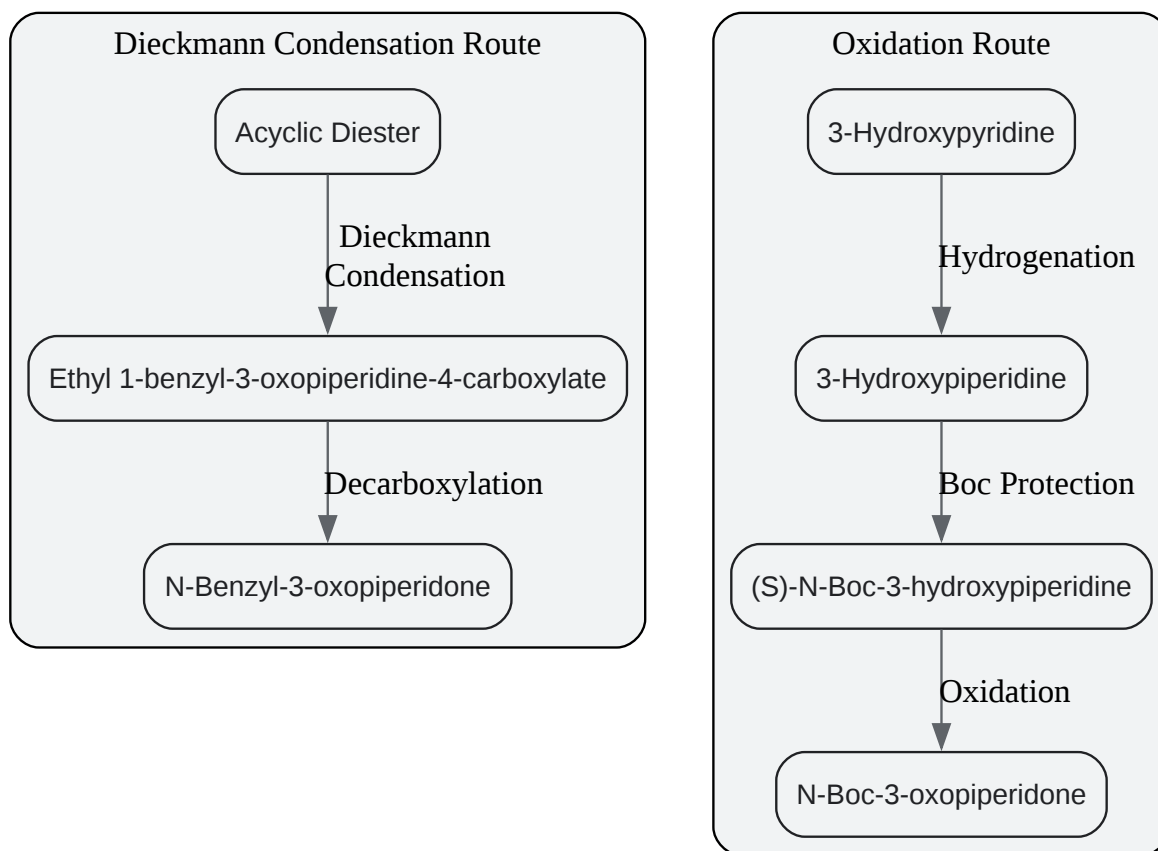 Dieckmann Condensation Route
Acyclic Diester
Dieckmann
Condensation
Ethyl 1-benzyl-3-oxopiperidine-4-carboxylate
Decarboxylation
N-Benzyl-3-oxopiperidone
Oxidation Route
3-Hydroxypyridine
Hydrogenation
3-Hydroxypiperidine
Boc Protection
(S)-N-Boc-3-hydroxypiperidine
Oxidation
N-Boc-3-oxopiperidone